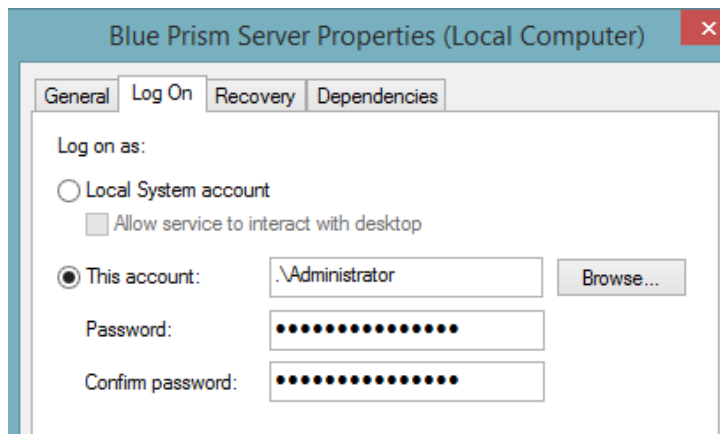 Blue Prism Server Properties (Local Computer)
General Log On Recovery Dependencies
Log on as:
Local System account
Allow service to interact with desktop
This account: .\Administrator Browse...
Password: •••••••••••••••
Confirm password: •••••••••••••••